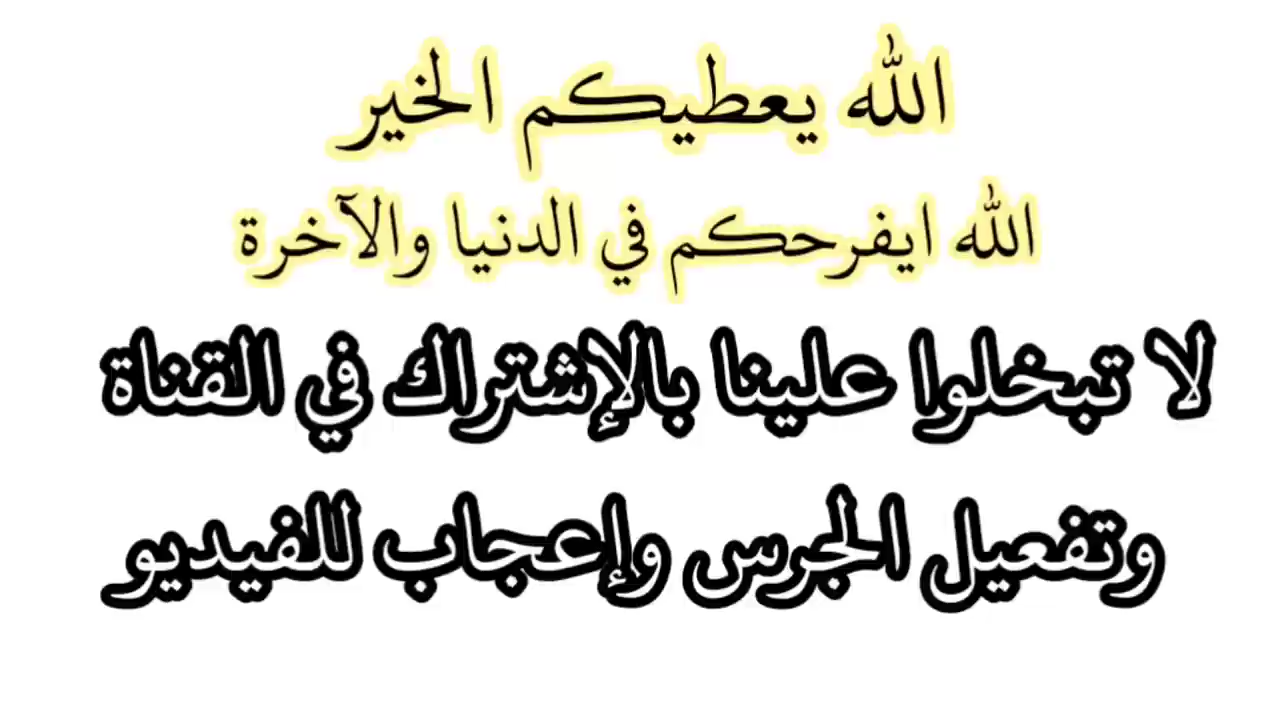 الله يعطيكم الخير
الله ايفرحكم في الدنيا والآخرة
لا تبخلوا علينا بالإشتراك في القناة
وتفعيل الجرس وإعجاب للفيديو